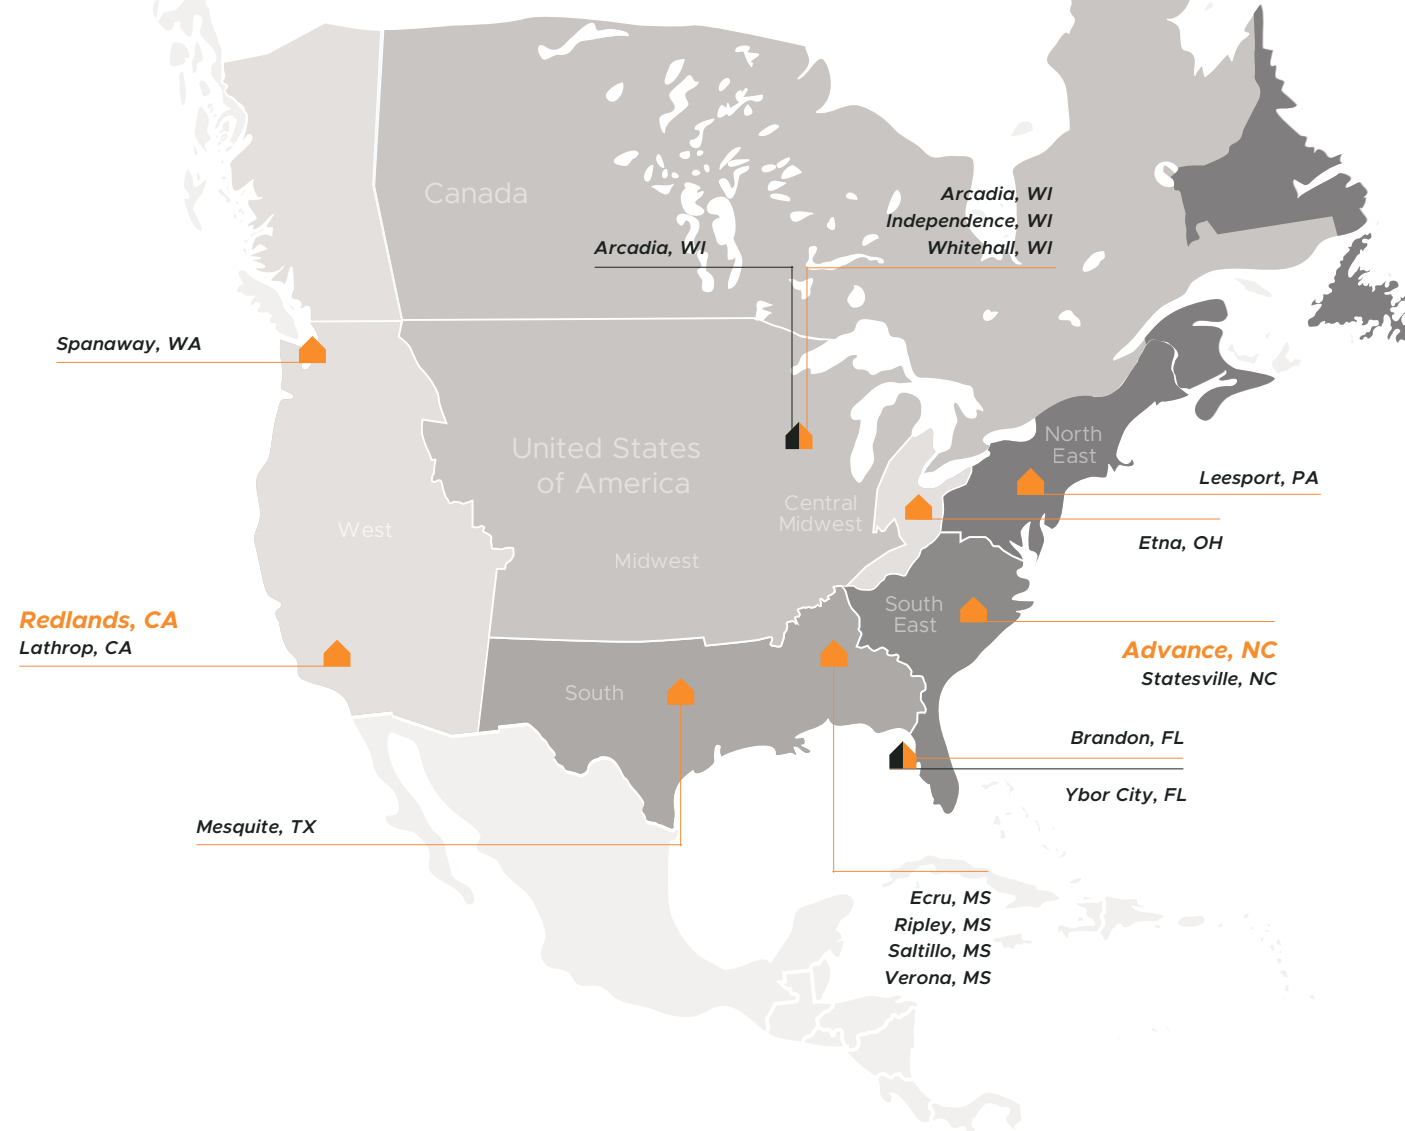 Canada
Arcadia, WI
Independence, WI
Whitehall, WI
Arcadia, WI
Spanaway, WA
United States
of America
North
East
Leesport, PA
Central
Midwest
West
Midwest
Etna, OH
Redlands, CA
Lathrop, CA
South
East
Advance, NC
Statesville, NC
South
Brandon, FL
Ybor City, FL
Mesquite, TX
Ecru, MS
Ripley, MS
Saltillo, MS
Verona, MS